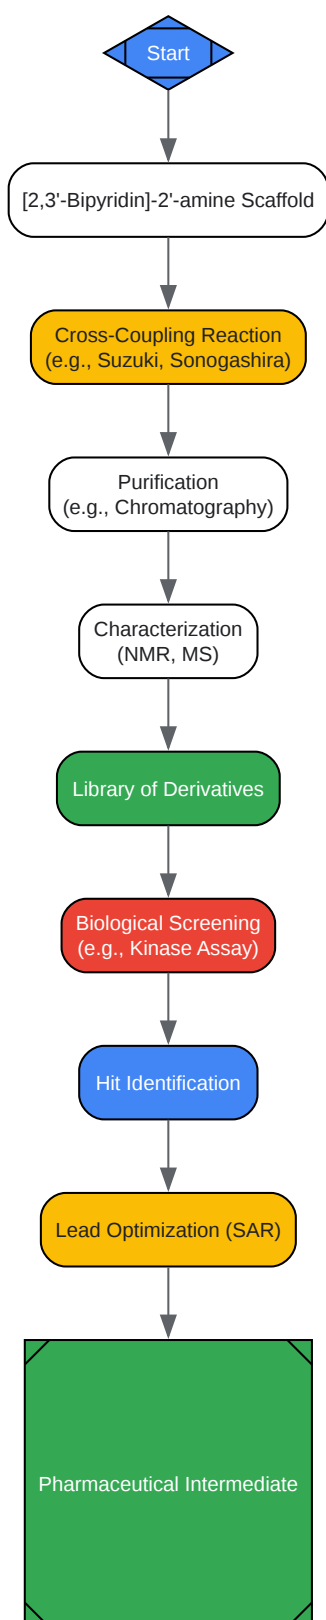 Start
[2,3'-Bipyridin]-2'-amine Scaffold
Cross-Coupling Reaction
(e.g., Suzuki, Sonogashira)
Purification
(e.g., Chromatography)
Characterization
(NMR, MS)
Library of Derivatives
Biological Screening
(e.g., Kinase Assay)
Hit Identification
Lead Optimization (SAR)
Pharmaceutical Intermediate